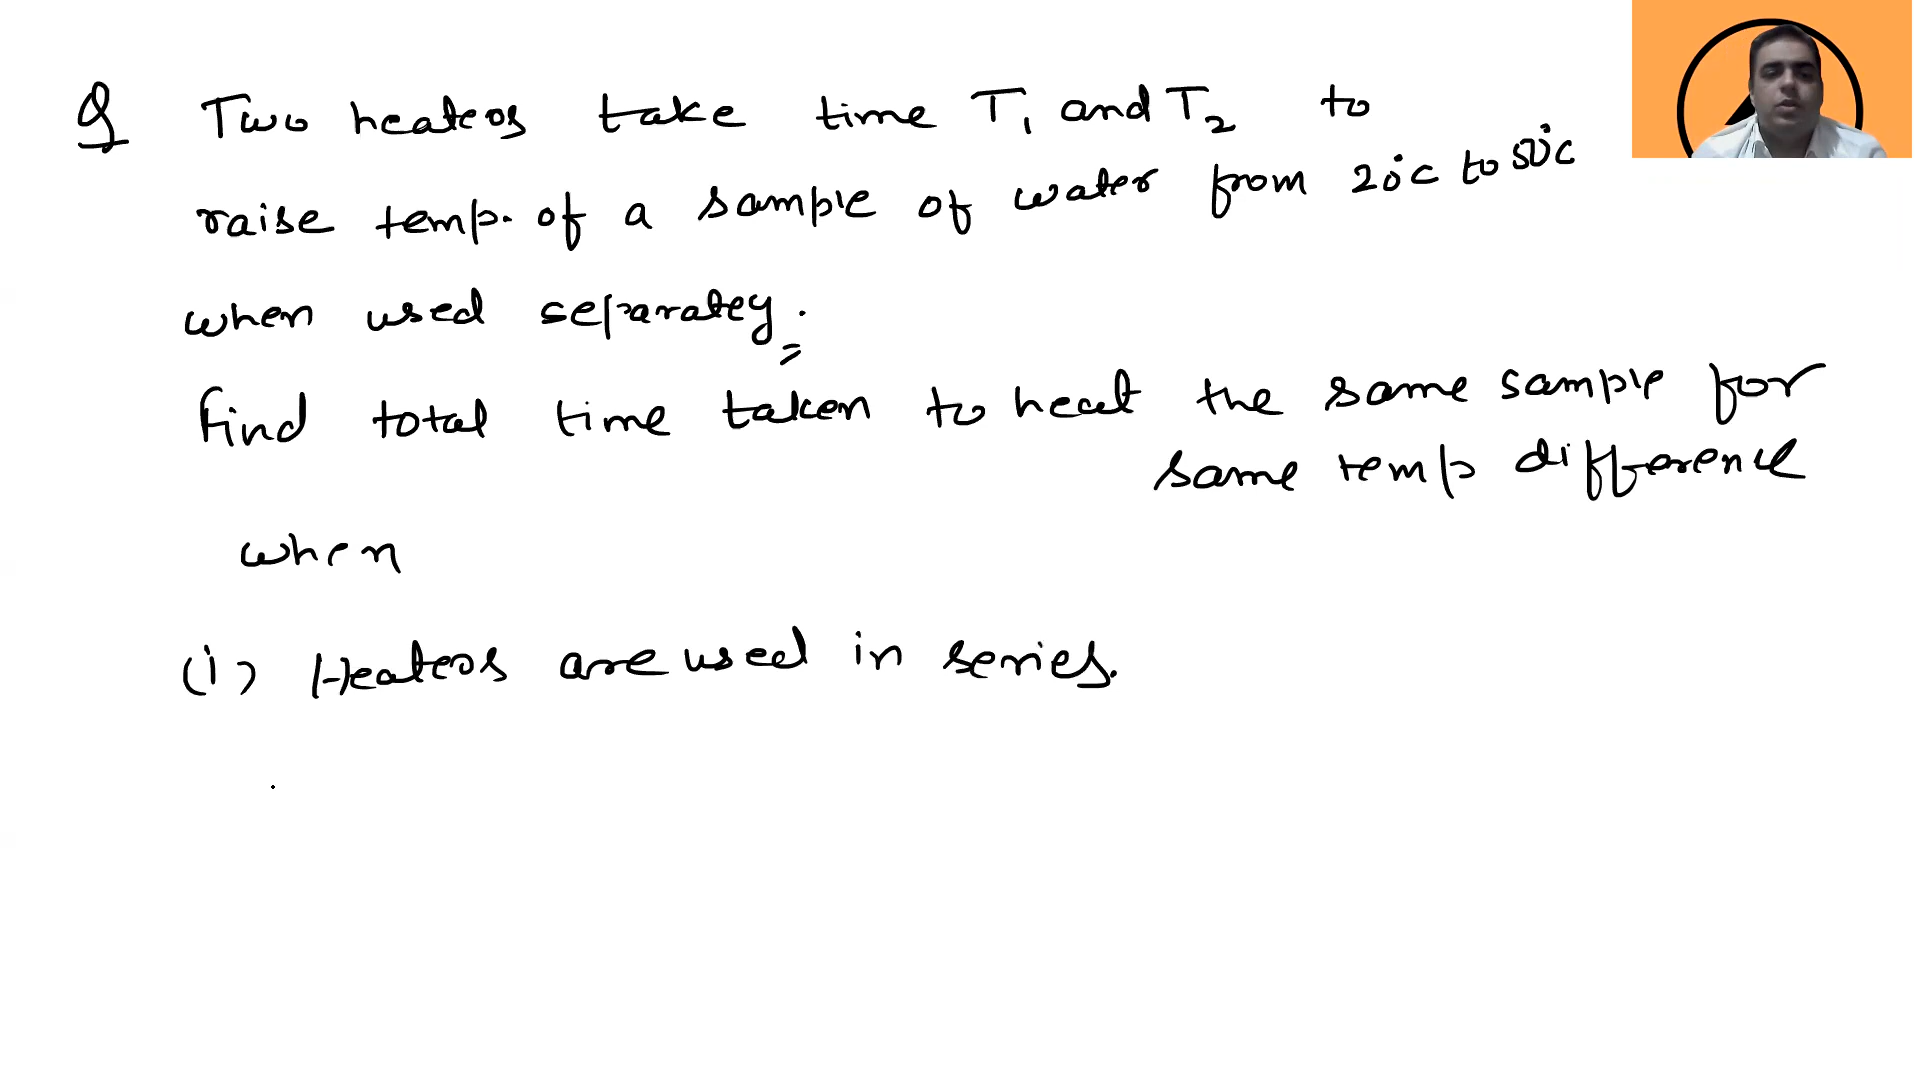 Q Two heaters take time T₁ and T₂ to
raise temp. of a sample of water from 20°C to 50°C
when used separatey.
find total time taken to heat the same sample for
same temp difference
when
(i) Heaters are used in series.